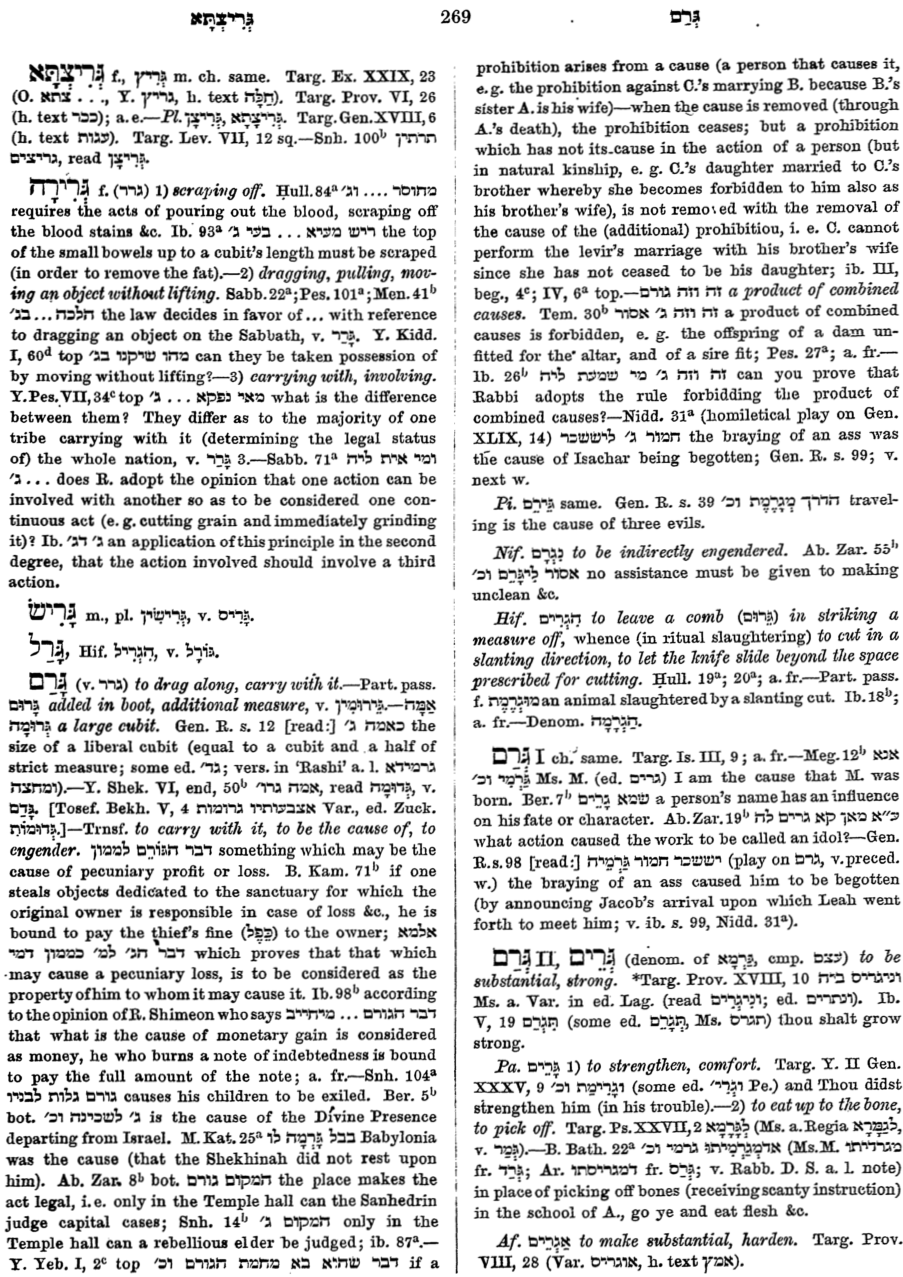 גְּרִיצְתָּא 269 גְּרַם
גְּרִיצְתָּא f., גְּרִיץ m. ch. same. Targ. Ex. XXIX, 23
(O. צתא . . ., Y. גריץ, h. text חַלָּה). Targ. Prov. VI, 26
(h. text ככר); a. e.—Pl. גְּרִיצָתָא, גְּרִיצָן. Targ. Gen. XVIII, 6
(h. text עגות). Targ. Lev. VII, 12 sq.—Snh. 100ᵇ תרתין
גריצים, read גְּרִיצָן.
גְּרִירָה f. (גרר) 1) scraping off. Ḥull. 84ᵃ מחוסר .... וג׳
requires the acts of pouring out the blood, scraping off
the blood stains &c. Ib. 93ᵃ ריש מעיא . . . בעי ג׳ the top
of the small bowels up to a cubit's length must be scraped
(in order to remove the fat).—2) dragging, pulling, mov-
ing an object without lifting. Sabb. 22ᵃ; Pes. 101ᵃ; Men. 41ᵇ
הלכה . . . בג׳ the law decides in favor of . . . with reference
to dragging an object on the Sabbath, v. גָּרַר. Y. Kidd.
I, 60ᵈ top מהו שיקנו בג׳ can they be taken possession of
by moving without lifting?—3) carrying with, involving.
Y. Pes. VII, 34ᶜ top מאי נפקא . . . ג׳ what is the difference
between them? They differ as to the majority of one
tribe carrying with it (determining the legal status
of) the whole nation, v. גָּרַר 3.—Sabb. 71ᵃ ומי אית ליה
ג׳ . . . does R. adopt the opinion that one action can be
involved with another so as to be considered one con-
tinuous act (e. g. cutting grain and immediately grinding
it)? Ib. ג׳ דג׳ an application of this principle in the second
degree, that the action involved should involve a third
action.
גָּרִישׂ m., pl. גְּרִישִׂין, v. גָּרִיס.
גָּרַל, Hif. הִגְרִיל, v. גּוֹרָל.
גָּרַם (v. גרר) to drag along, carry with it.—Part. pass.
גָּרוּם added in boot, additional measure, v. גֵּירוּמִין.—אַמָּה
גְּרוּמָה a large cubit. Gen. R. s. 12 [read:] כאמה ג׳ the
size of a liberal cubit (equal to a cubit and a half of
strict measure; some ed. גד׳; vers. in 'Rashi' a. l. גרמידא
ומחצה).—Y. Shek. VI, end, 50ᵇ אמה גרו׳, read גְּדוּמָה, v.
גָּדַם. [Tosef. Bekh. V, 4 אצבעותיו גרומות Var., ed. Zuck.
גְּדוּמוֹת.]—Trnsf. to carry with it, to be the cause of, to
engender. דבר הגּוֹרֵם לממון something which may be the
cause of pecuniary profit or loss. B. Kam. 71ᵇ if one
steals objects dedicated to the sanctuary for which the
original owner is responsible in case of loss &c., he is
bound to pay the thief's fine (כֶּפֶל) to the owner; אלמא
דבר הג׳ למ׳ כממון דמי which proves that that which
may cause a pecuniary loss, is to be considered as the
property of him to whom it may cause it. Ib. 98ᵇ according
to the opinion of R. Shimeon who says דבר הגורם ... מיחייב
that what is the cause of monetary gain is considered
as money, he who burns a note of indebtedness is bound
to pay the full amount of the note; a. fr.—Snh. 104ᵃ
גורם גלות לבניו causes his children to be exiled. Ber. 5ᵇ
bot. ג׳ לשכינה וכ׳ is the cause of the Divine Presence
departing from Israel. M. Kat. 25ᵃ בבל גָּרְמָה לו Babylonia
was the cause (that the Shekhinah did not rest upon
him). Ab. Zar. 8ᵇ bot. המקום גורם the place makes the
act legal, i. e. only in the Temple hall can the Sanhedrin
judge capital cases; Snh. 14ᵇ המקום ג׳ only in the
Temple hall can a rebellious elder be judged; ib. 87ᵃ.—
Y. Yeb. I, 2ᶜ top דבר שהוא בא מחמת הגורם וכ׳ if a
prohibition arises from a cause (a person that causes it,
e. g. the prohibition against C.'s marrying B. because B.'s
sister A. is his wife)—when the cause is removed (through
A.'s death), the prohibition ceases; but a prohibition
which has not its cause in the action of a person (but
in natural kinship, e. g. C.'s daughter married to C.'s
brother whereby she becomes forbidden to him also as
his brother's wife), is not removed with the removal of
the cause of the (additional) prohibition, i. e. C. cannot
perform the levir's marriage with his brother's wife
since she has not ceased to be his daughter; ib. III,
beg., 4ᶜ; IV, 6ᵃ top.—זה וזה גורם a product of combined
causes. Tem. 30ᵇ זה וזה ג׳ אסור a product of combined
causes is forbidden, e. g. the offspring of a dam un-
fitted for the altar, and of a sire fit; Pes. 27ᵃ; a. fr.—
Ib. 26ᵇ זה וזה ג׳ מי שמעת ליה can you prove that
Rabbi adopts the rule forbidding the product of
combined causes?—Nidd. 31ᵃ (homiletical play on Gen.
XLIX, 14) חמור ג׳ ליששכר the braying of an ass was
the cause of Isachar being begotten; Gen. R. s. 99; v.
next w.
Pi. גֵּירֵם same. Gen. R. s. 39 הדרך מְגָרֶמֶת וכ׳ travel-
ing is the cause of three evils.
Nif. נִגְרַם to be indirectly engendered. Ab. Zar. 55ᵇ
אסור לִיגָּרֵם וכ׳ no assistance must be given to making
unclean &c.
Hif. הִגְרִים to leave a comb (גֵּרוּם) in striking a
measure off, whence (in ritual slaughtering) to cut in a
slanting direction, to let the knife slide beyond the space
prescribed for cutting. Ḥull. 19ᵃ; 20ᵃ; a. fr.—Part. pass.
f. מוּגְרֶמֶת an animal slaughtered by a slanting cut. Ib. 18ᵇ;
a. fr.—Denom. הַגְרָמָה.
גְּרַם I ch. same. Targ. Is. III, 9; a. fr.—Meg. 12ᵇ אנא
גְּרַמִי וכ׳ Ms. M. (ed. גרים) I am the cause that M. was
born. Ber. 7ᵇ שמא גָרֵים a person's name has an influence
on his fate or character. Ab. Zar. 19ᵇ כ״א מאן קא גרים לה
what action caused the work to be called an idol?—Gen.
R. s. 98 [read:] יששכר חמור גַּרְמֵיהּ (play on גרם, v. preced.
w.) the braying of an ass caused him to be begotten
(by announcing Jacob's arrival upon which Leah went
forth to meet him; v. ib. s. 99, Nidd. 31ᵃ).
גְּרַם II, גְּרֵים (denom. of גַּרְמָא, cmp. עצם) to be
substantial, strong. *Targ. Prov. XVIII, 10 וניגריס ביה
Ms. a. Var. in ed. Lag. (read וְנִיגְרֵים; ed. ונתרים). Ib.
V, 19 תִּגְרַם (some ed. תְּגָרֵם, Ms. תגרס) thou shalt grow
strong.
Pa. גָּרֵים 1) to strengthen, comfort. Targ. Y. II Gen.
XXXV, 9 וגָרֵימַת וכ׳ (some ed. וגְרֵי׳ Pe.) and Thou didst
strengthen him (in his trouble).—2) to eat up to the bone,
to pick off. Targ. Ps. XXVII, 2 לְגָרָמָא (Ms. a. Regia לְגַמָּרָא,
v. גְּמַר).—B. Bath. 22ᵃ אדמְגָרְמִיתוּ גרמי וכ׳ (Ms. M. מגרדיתו
fr. גְּרַד; Ar. דמגריסתו fr. גְּרַס; v. Rabb. D. S. a. l. note)
in place of picking off bones (receiving scanty instruction)
in the school of A., go ye and eat flesh &c.
Af. אַגְרֵים to make substantial, harden. Targ. Prov.
VIII, 28 (Var. אוגריס, h. text אמץ).